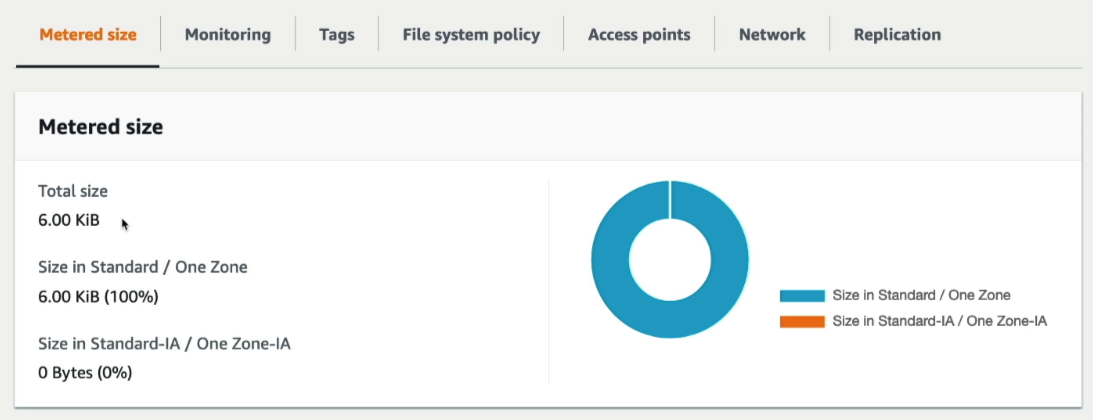 Metered size
Monitoring
Tags
File system policy
Access points
Network
Replication
Metered size
Total size
6.00 KiB
Size in Standard / One Zone
6.00 KiB (100%)
Size in Standard-IA / One Zone-IA
0 Bytes (0%)
Size in Standard / One Zone
Size in Standard-IA / One Zone-IA